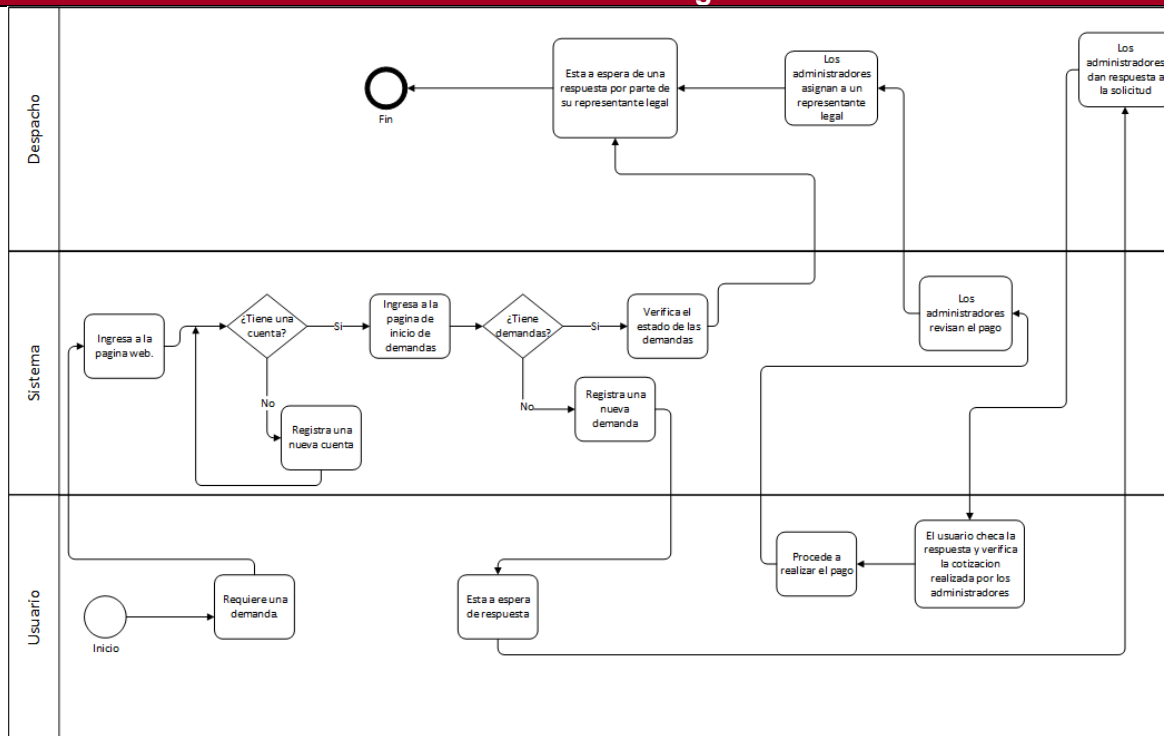 Despacho
Fin
Esta a espera de una
respuesta por parte de
su representante legal
Los
administradores
asignan a un
representante
legal
Los
administradores
dan respuesta a
la solicitud
Sistema
Ingresa a la
pagina web.
¿Tiene una
cuenta?
Si
No
Registra una
nueva cuenta
Ingresa a la
pagina de
inicio de
demandas
¿Tiene
demandas?
Si
No
Verifica el
estado de las
demandas
Registra una
nueva
demanda
Los
administradores
revisan el pago
Usuario
Inicio
Requiere una
demanda.
Esta a espera
de respuesta
Procede a
realizar el pago
El usuario checa la
respuesta y verifica
la cotizacion
realizada por los
administradores